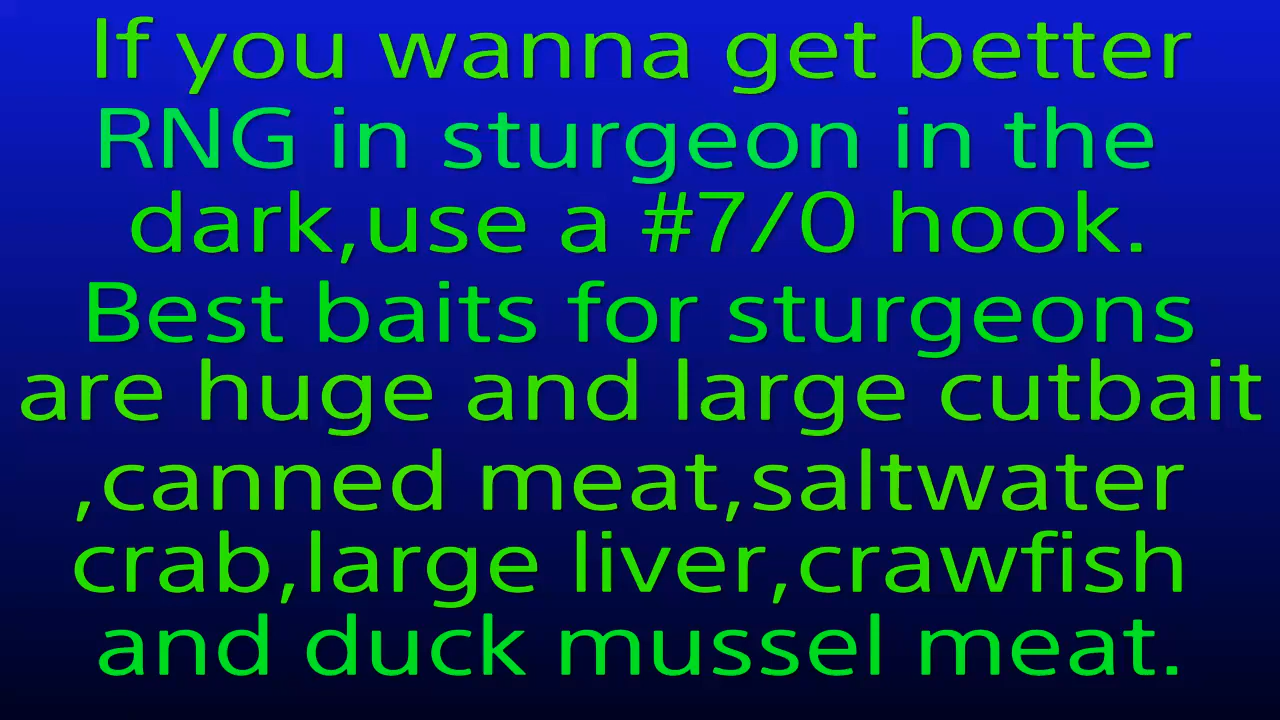 If you wanna get better
RNG in sturgeon in the
dark,use a #7/0 hook.
Best baits for sturgeons
are huge and large cutbait
,canned meat,saltwater
crab,large liver,crawfish
and duck mussel meat.